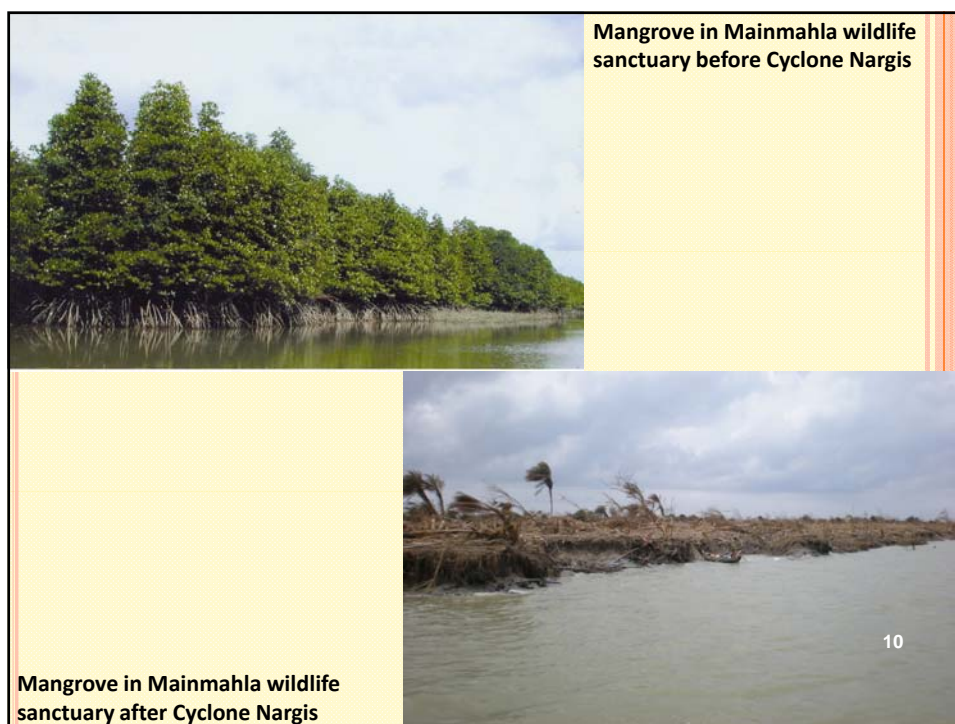 Mangrove in Mainmahla wildlife
sanctuary before Cyclone Nargis
10
Mangrove in Mainmahla wildlife
sanctuary after Cyclone Nargis